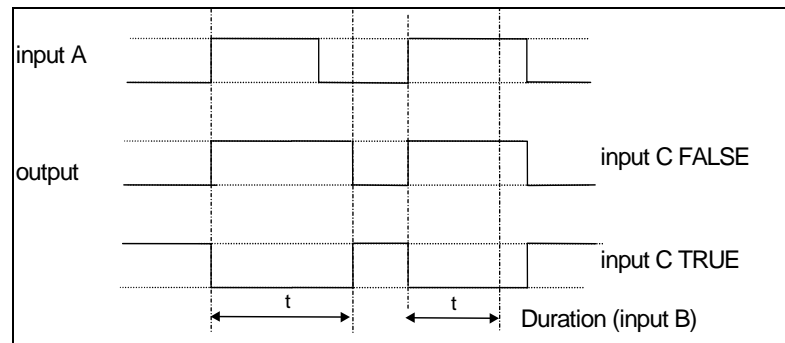 input A
input C FALSE
output
input C TRUE
t
t
Duration (input B)